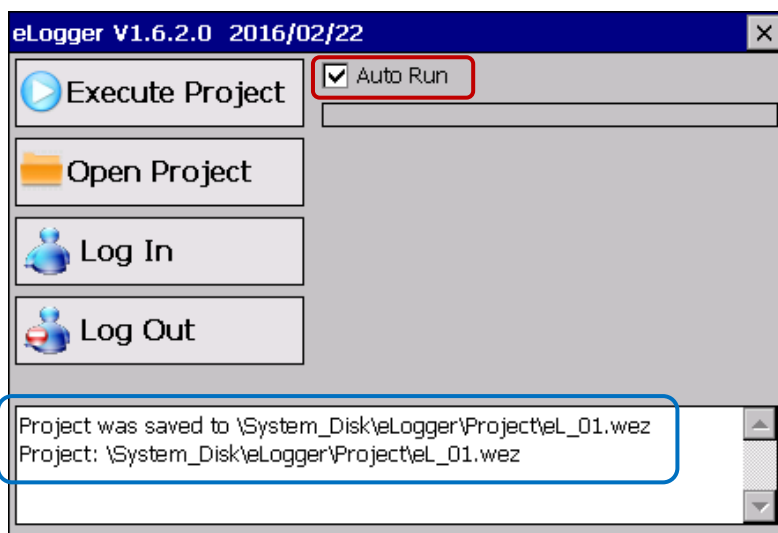 eLogger V1.6.2.0 2016/02/22
Execute Project
Auto Run
Open Project
Log In
Log Out
Project was saved to \System_Disk\eLogger\Project\eL_01.wez
Project: \System_Disk\eLogger\Project\eL_01.wez